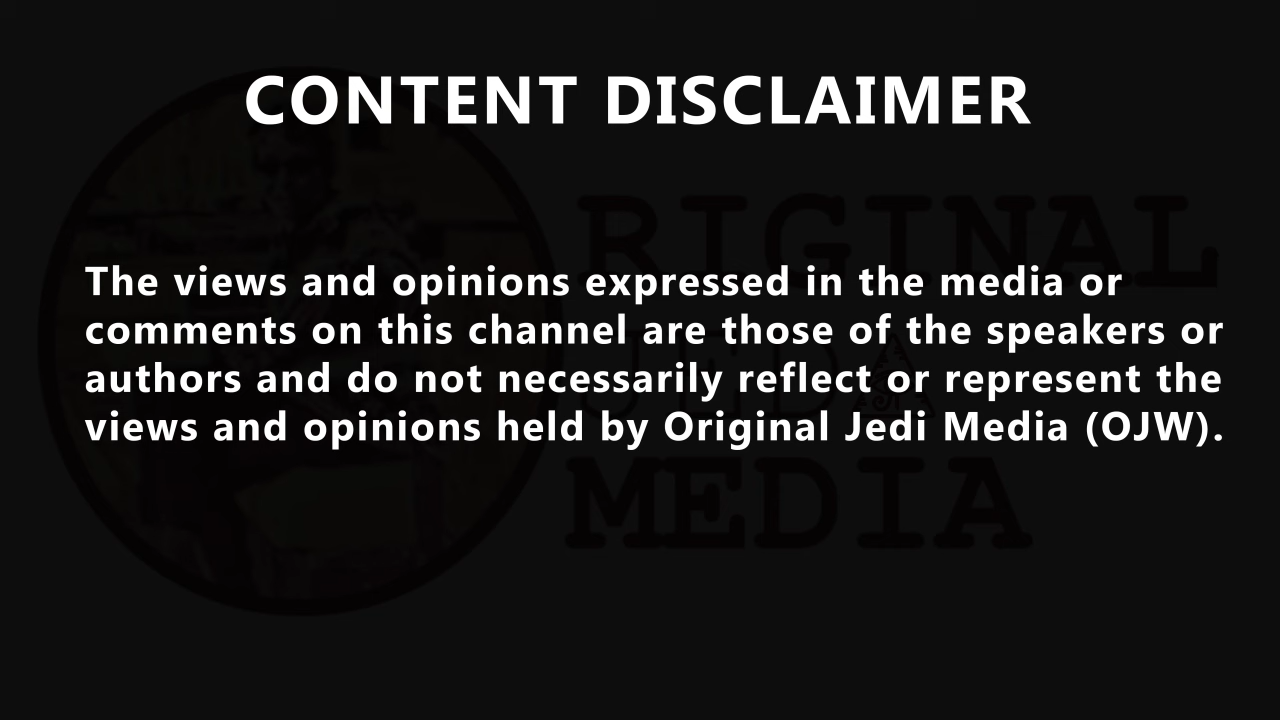 CONTENT DISCLAIMER
RIGINAL
The views and opinions expressed in the media or
comments on this channel are those of the speakers or
authors and do not necessarily reflect or represent the
views and opinions held by Original Jedi Media (OJW).
MEDIA